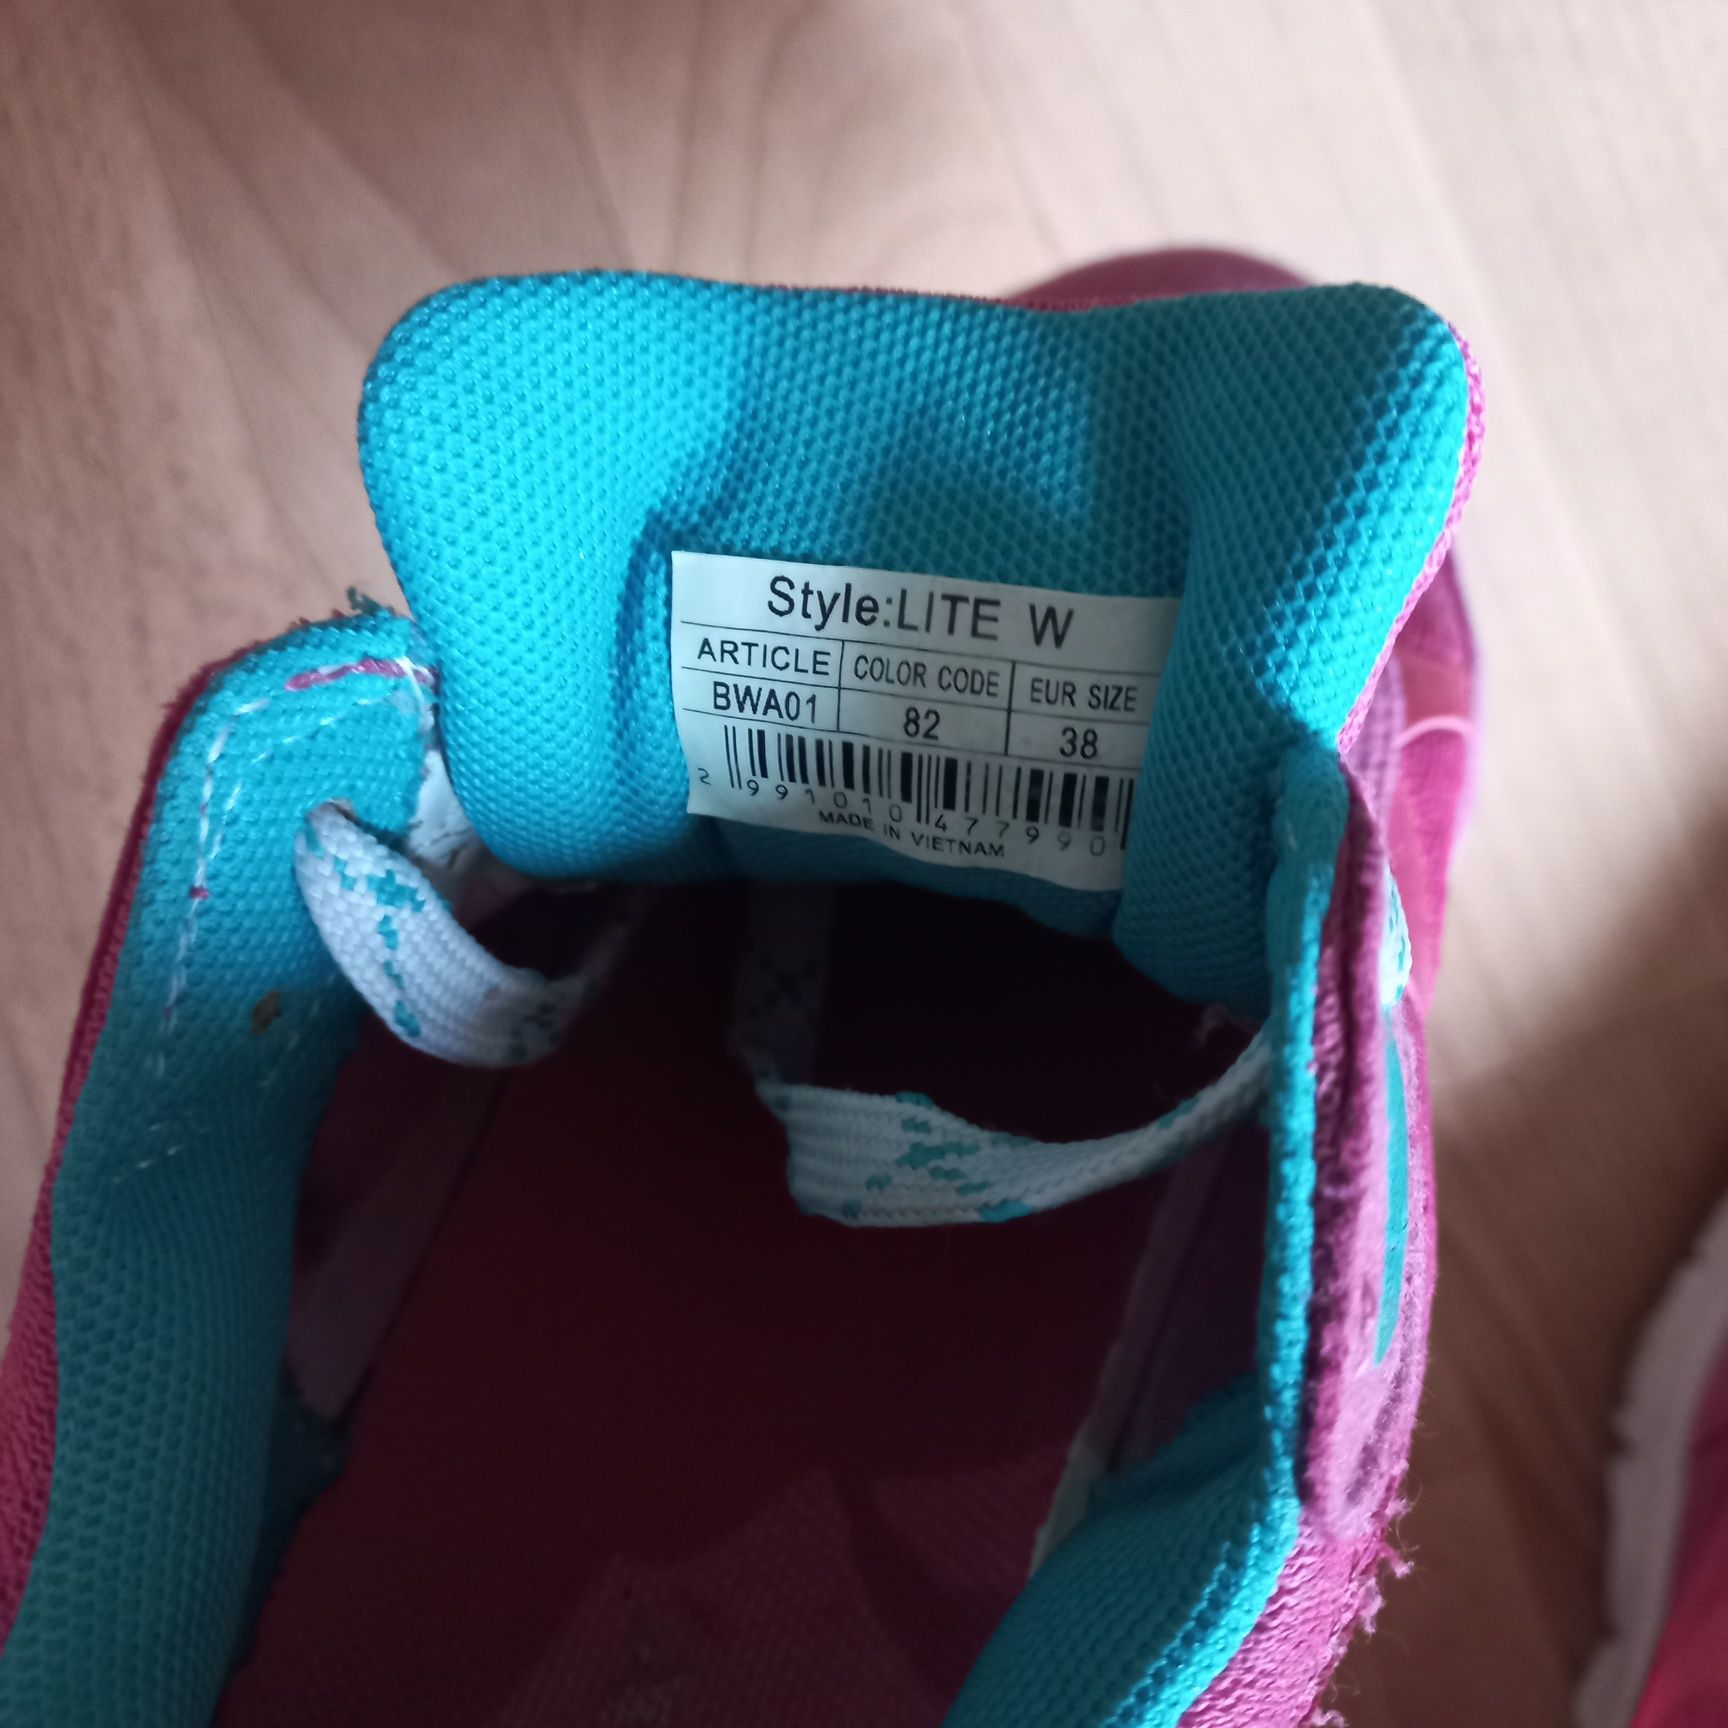 Style:LITE W
ARTICLE COLOR CODE EUR SIZE
BWA01 82 38
2 991010 477990
MADE IN VIETNAM